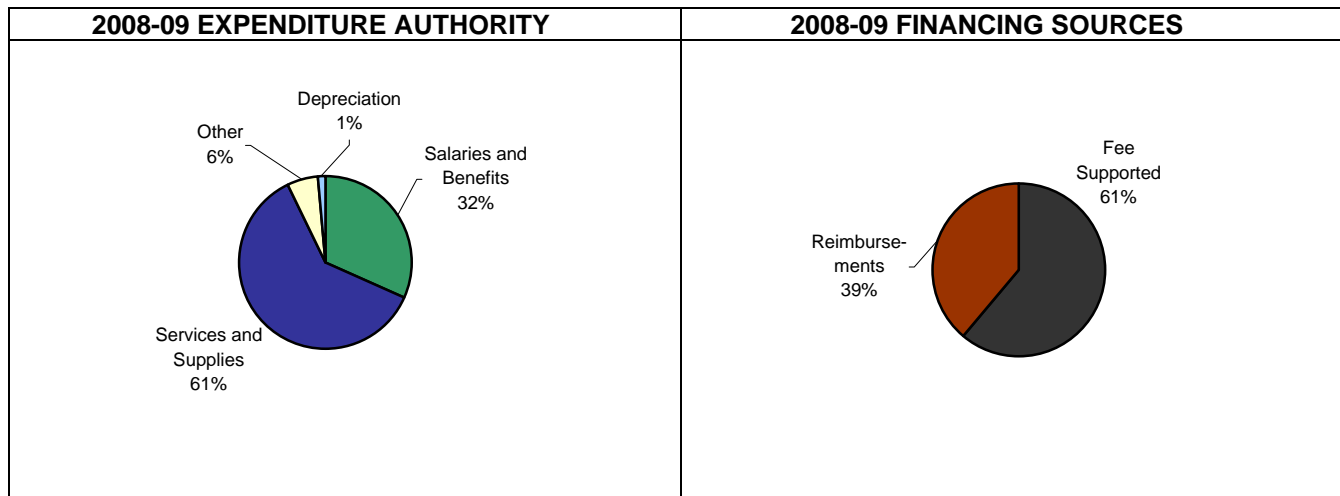 2008-09 EXPENDITURE AUTHORITY
Depreciation
1%
Other
6%
Salaries and
Benefits
32%
Services and
Supplies
61%
2008-09 FINANCING SOURCES
Fee
Supported
61%
Reimburse-
ments
39%